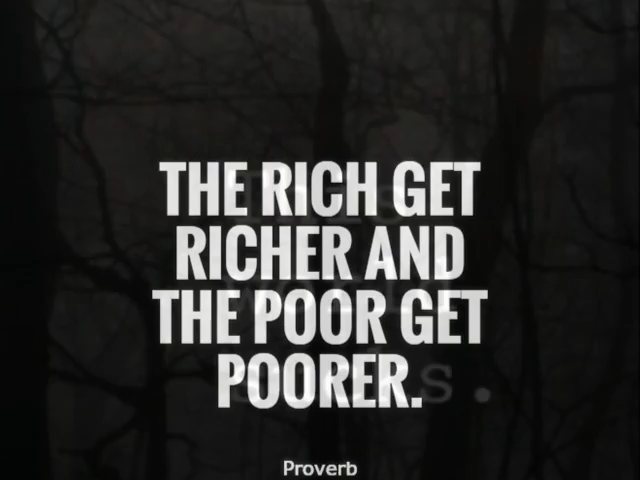 THE RICH GET
RICHER AND
THE POOR GET
POORER.
Proverb